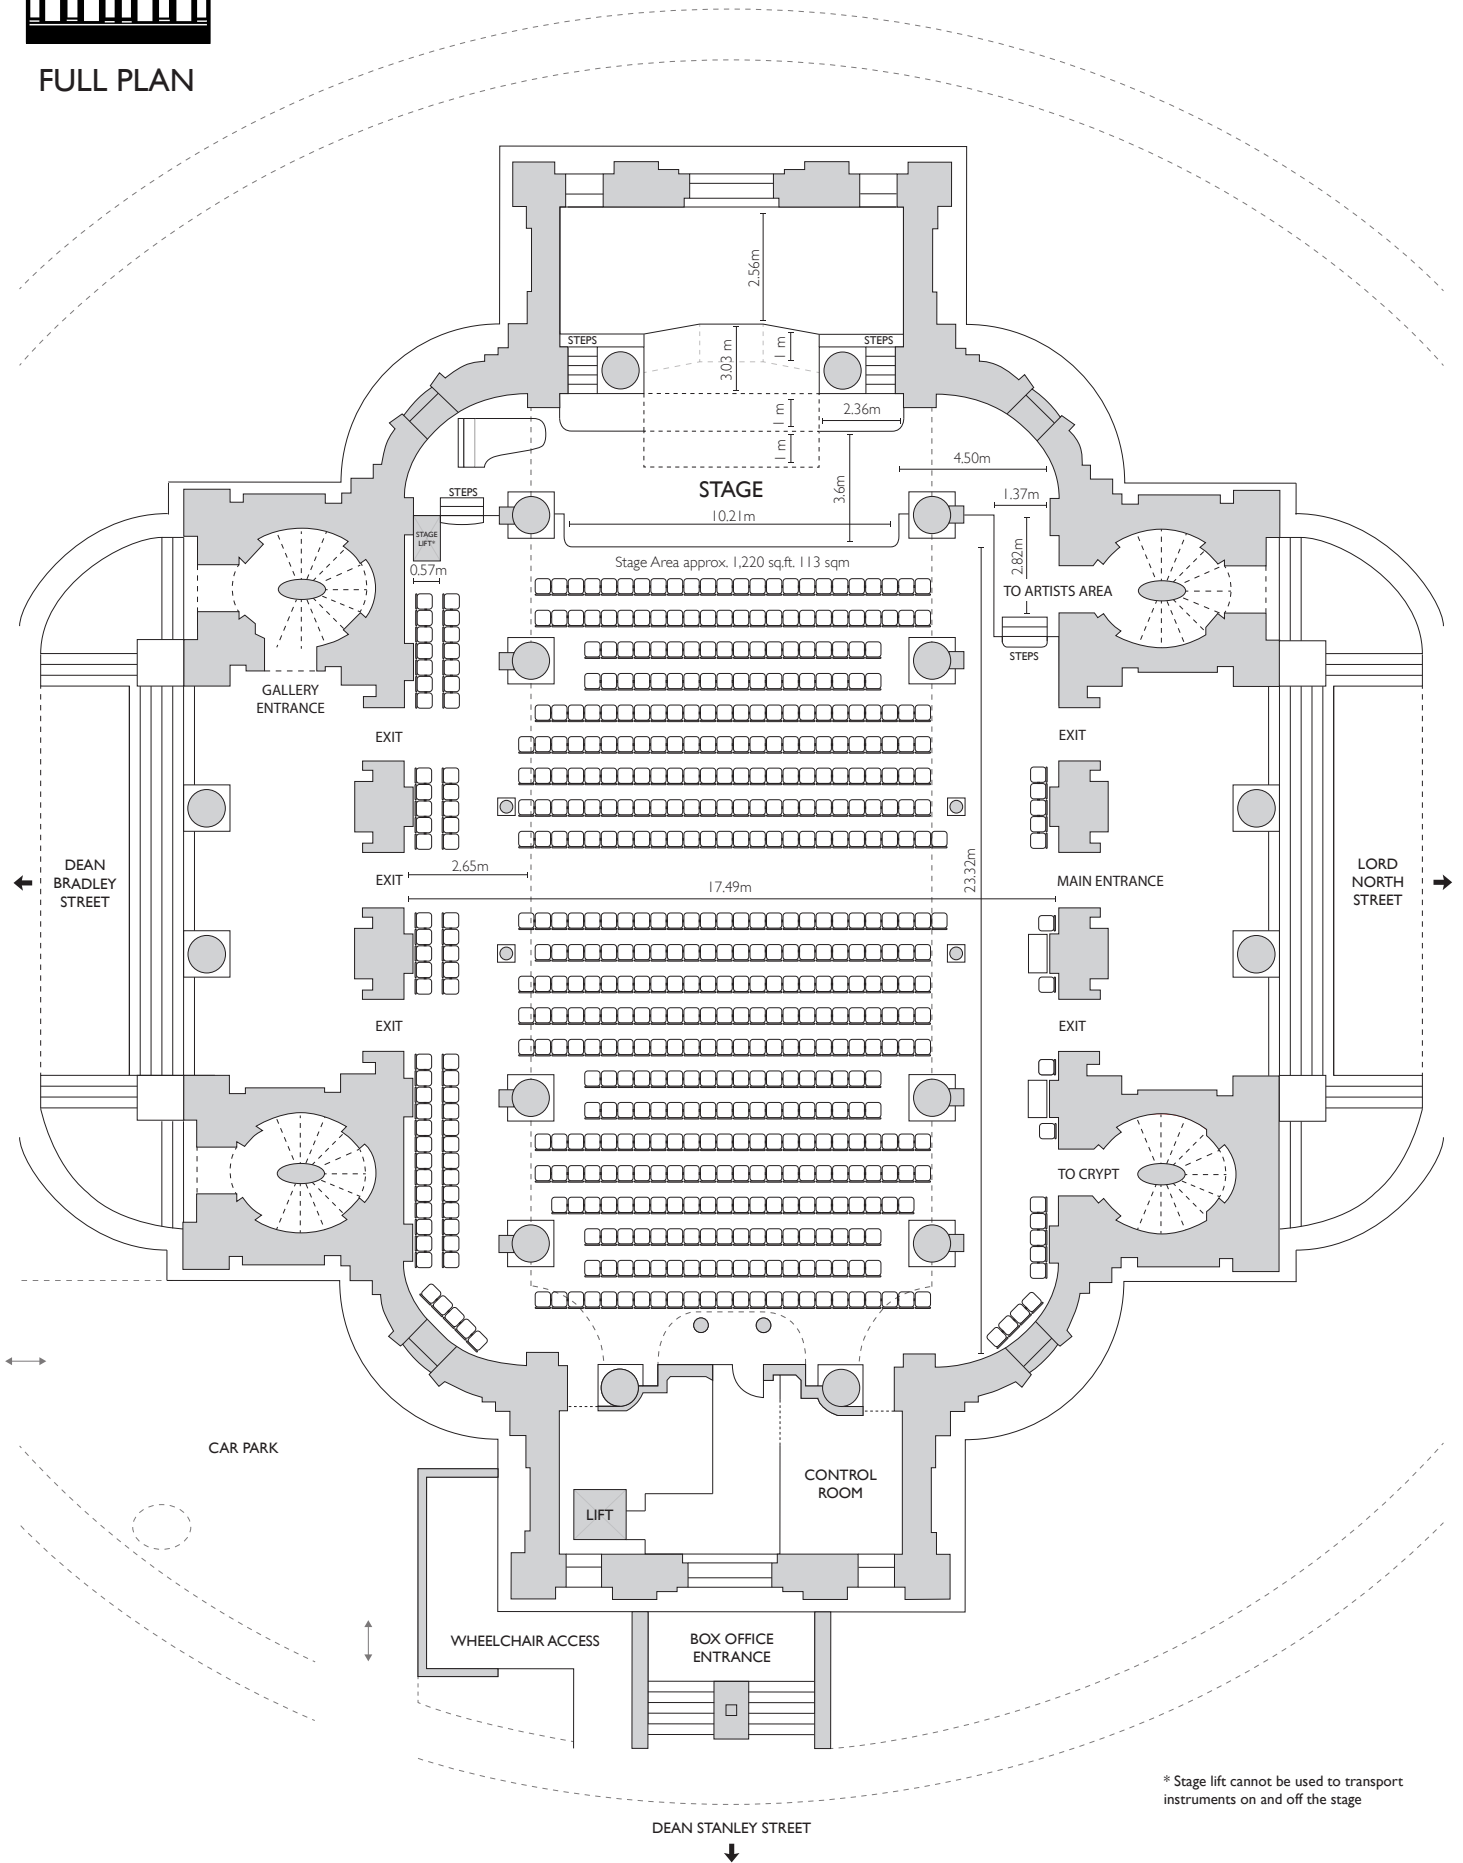 FULL PLAN
2.56m
STEPS
STEPS
3.03 m
1 m
1 m
2.36m
1 m
3.6m
4.50m
STAGE
1.37m
STEPS
10.21m
STAGE
LIFT*
2.82m
Stage Area approx. 1,220 sq.ft. 113 sqm
0.57m
TO ARTISTS AREA
STEPS
GALLERY
ENTRANCE
EXIT
EXIT
DEAN
BRADLEY
STREET
2.65m
EXIT
17.49m
23.32m
MAIN ENTRANCE
LORD
NORTH
STREET
EXIT
EXIT
TO CRYPT
CAR PARK
CONTROL
ROOM
LIFT
WHEELCHAIR ACCESS
BOX OFFICE
ENTRANCE
* Stage lift cannot be used to transport
instruments on and off the stage
DEAN STANLEY STREET